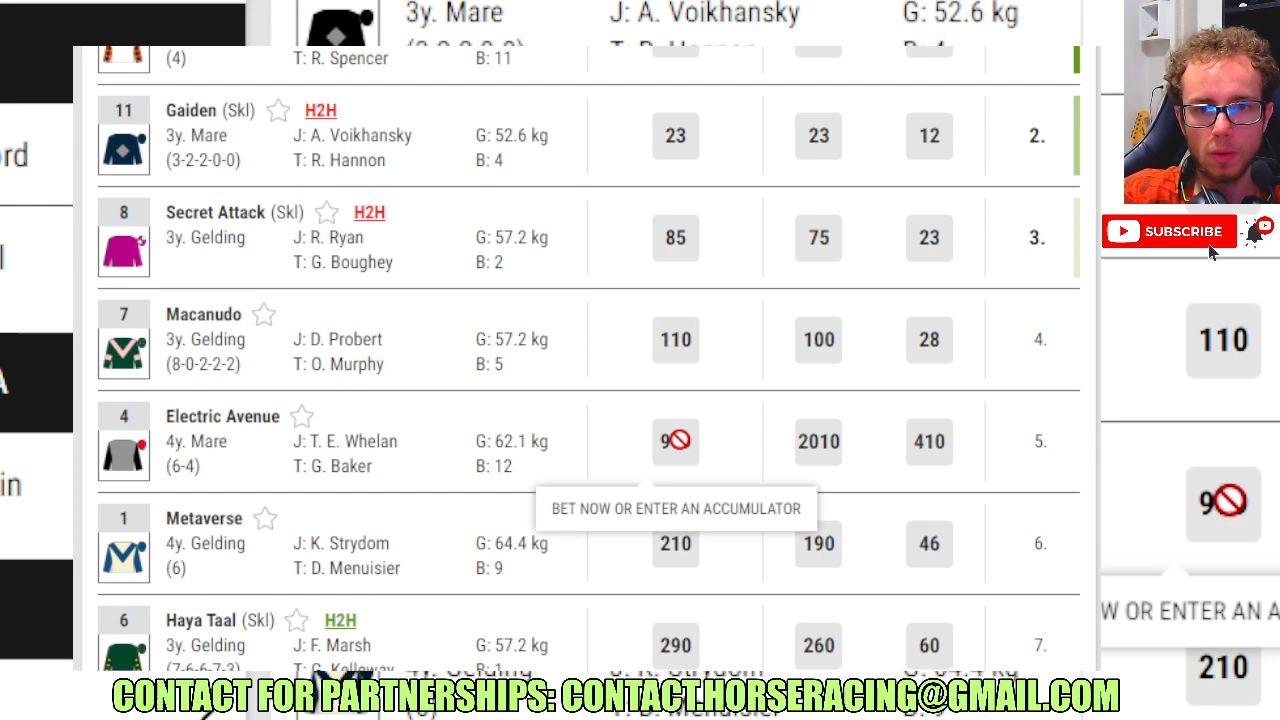 3y. Mare J: A. Voikhansky G: 52.6 kg
(4) T: R. Spencer B: 11
11 Gaiden (Skl) H2H
3y. Mare J: A. Voikhansky G: 52.6 kg 23 23 12 2.
(3-2-2-0-0) T: R. Hannon B: 4
8 Secret Attack (Skl) H2H
3y. Gelding J: R. Ryan G: 57.2 kg 85 75 23 3.
T: G. Boughey B: 2
SUBSCRIBE
7 Macanudo
3y. Gelding J: D. Probert G: 57.2 kg 110 100 28 4.
(8-0-2-2-2) T: O. Murphy B: 5
110
4 Electric Avenue
4y. Mare J: T. E. Whelan G: 62.1 kg 9 2010 410 5.
(6-4) T: G. Baker B: 12
9
BET NOW OR ENTER AN ACCUMULATOR
1 Metaverse
4y. Gelding J: K. Strydom G: 64.4 kg 210 190 46 6.
(6) T: D. Menuisier B: 9
W OR ENTER AN A
6 Haya Taal (Skl) H2H
3y. Gelding J: F. Marsh G: 57.2 kg 290 260 60 7.
210
CONTACT FOR PARTNERSHIPS: CONTACT.HORSERACING@GMAIL.COM